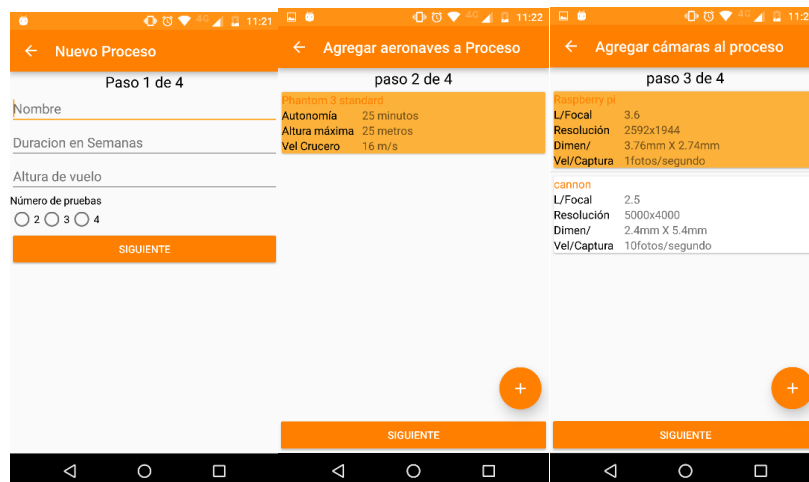 4G 11:21
Nuevo Proceso
Paso 1 de 4
Nombre
Duracion en Semanas
Altura de vuelo
Número de pruebas
2 3 4
SIGUIENTE
4G 11:22
Agregar aeronaves a Proceso
paso 2 de 4
Phantom 3 standard
Autonomía 25 minutos
Altura máxima 25 metros
Vel Crucero 16 m/s
+
SIGUIENTE
4G 11:2
Agregar cámaras al proceso
paso 3 de 4
Raspberry pi
L/Focal 3.6
Resolución 2592x1944
Dimen/ 3.76mm X 2.74mm
Vel/Captura 1fotos/segundo
cannon
L/Focal 2.5
Resolución 5000x4000
Dimen/ 2.4mm X 5.4mm
Vel/Captura 10fotos/segundo
+
SIGUIENTE